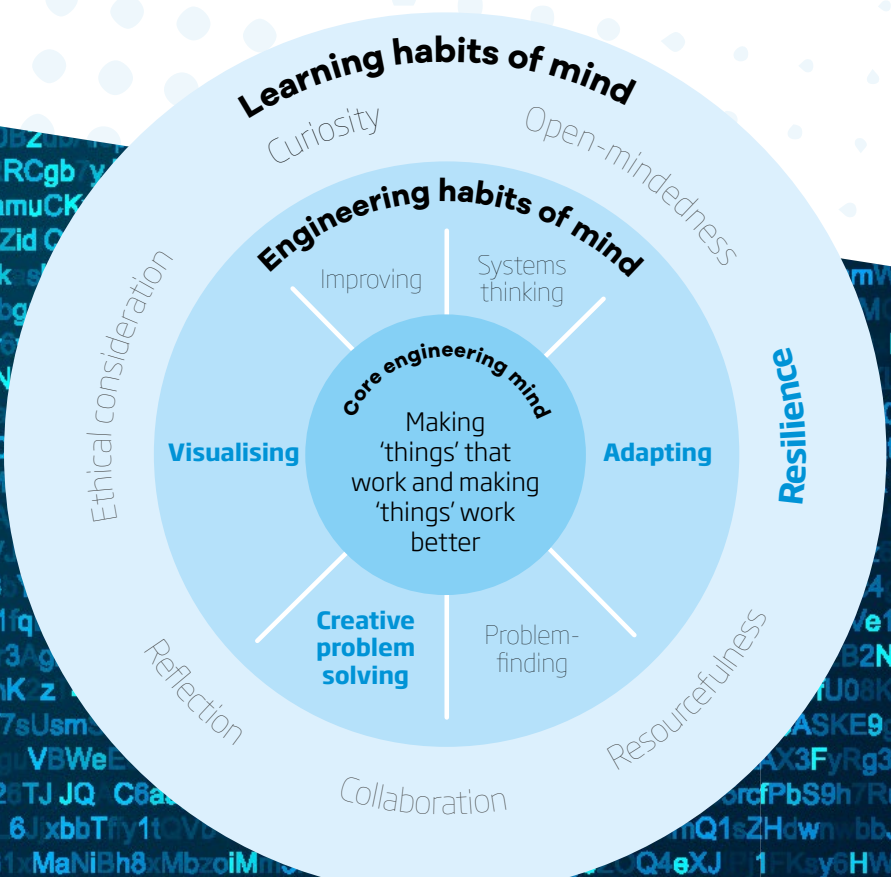 Learning habits of mind
Curiosity
Open-mindedness
Resilience
Resourcefulness
Collaboration
Reflection
Ethical consideration
Engineering habits of mind
Improving
Systems
thinking
Adapting
Problem-
finding
Creative
problem
solving
Visualising
Core engineering mind
Making
‘things’ that
work and making
‘things’ work
better